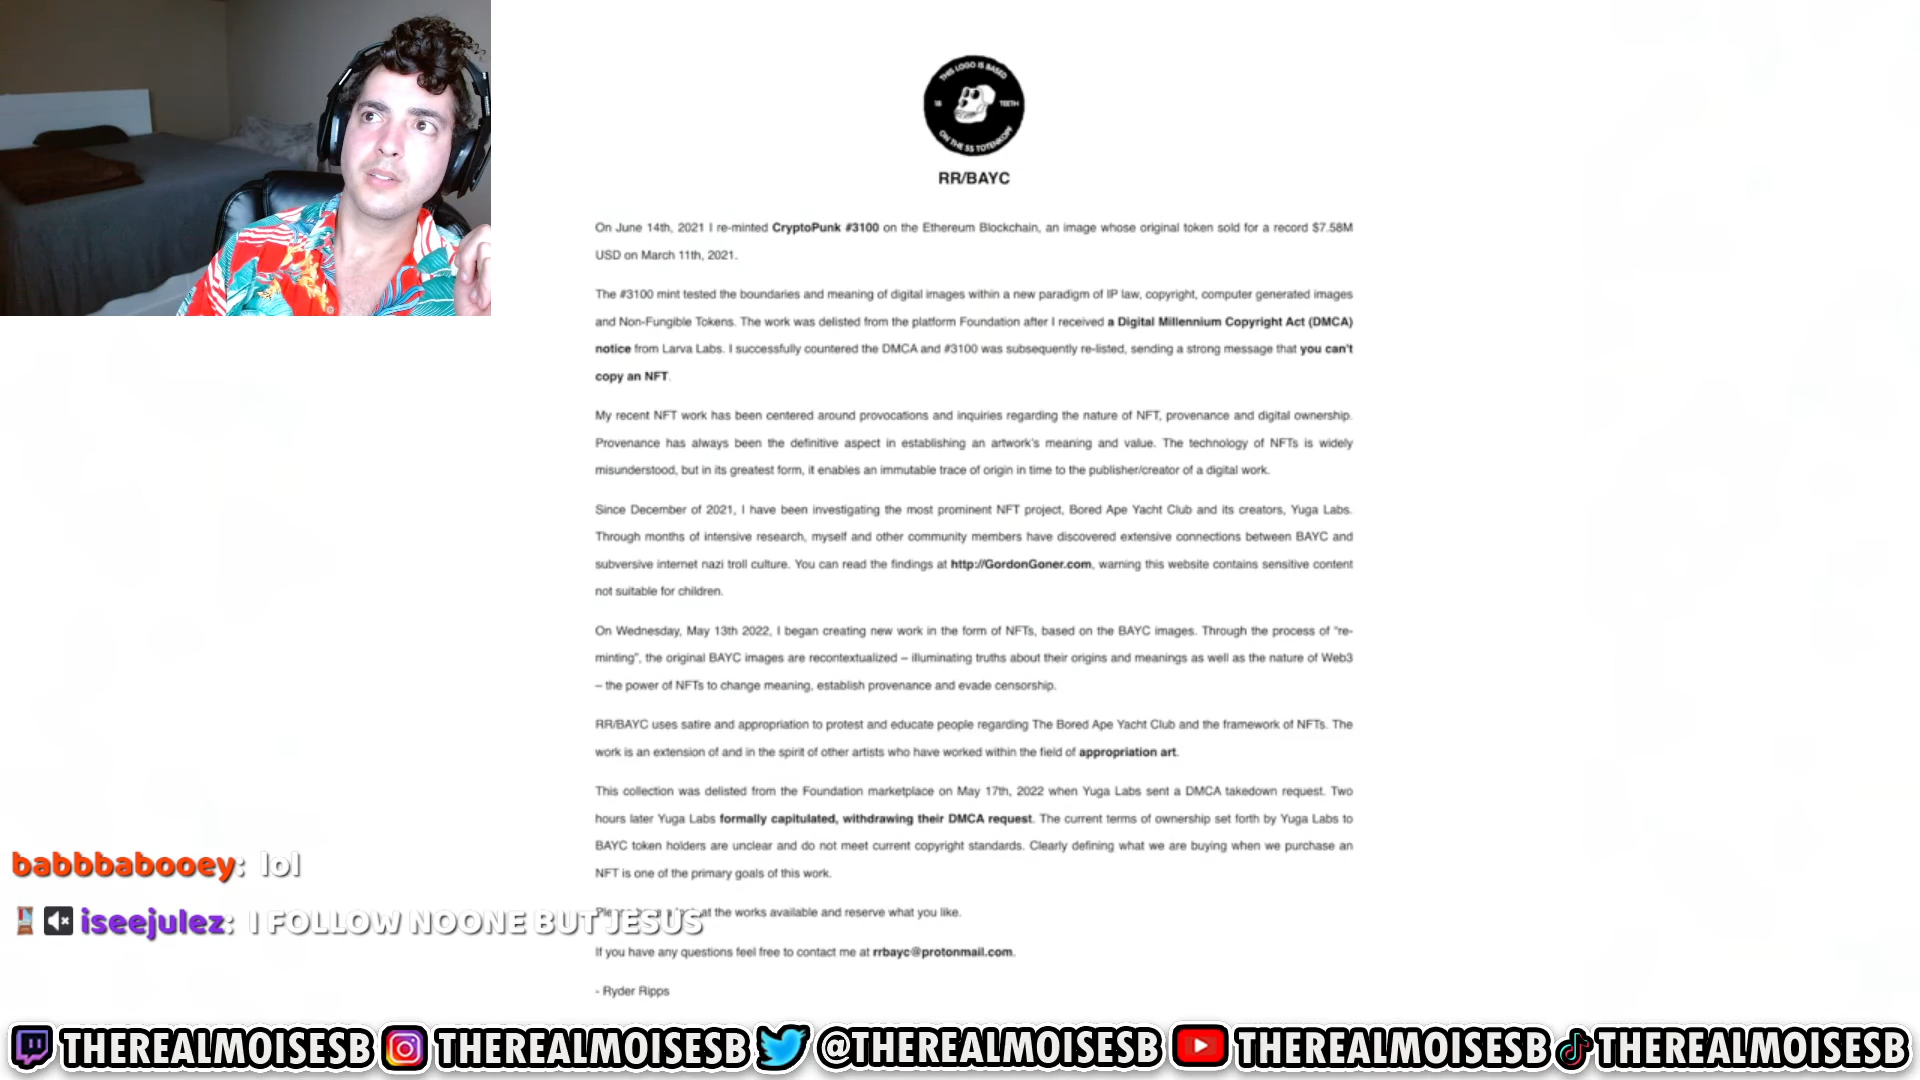 THIS LOGO IS BASED
18 TEETH
ON THE SS TOTENKOPF
RR/BAYC
On June 14th, 2021 I re-minted CryptoPunk #3100 on the Ethereum Blockchain, an image whose original token sold for a record $7.58M
USD on March 11th, 2021.
The #3100 mint tested the boundaries and meaning of digital images within a new paradigm of IP law, copyright, computer generated images
and Non-Fungible Tokens. The work was delisted from the platform Foundation after I received a Digital Millennium Copyright Act (DMCA)
notice from Larva Labs. I successfully countered the DMCA and #3100 was subsequently re-listed, sending a strong message that you can't
copy an NFT.
My recent NFT work has been centered around provocations and inquiries regarding the nature of NFT, provenance and digital ownership.
Provenance has always been the definitive aspect in establishing an artwork's meaning and value. The technology of NFTs is widely
misunderstood, but in its greatest form, it enables an immutable trace of origin in time to the publisher/creator of a digital work.
Since December of 2021, I have been investigating the most prominent NFT project, Bored Ape Yacht Club and its creators, Yuga Labs.
Through months of intensive research, myself and other community members have discovered extensive connections between BAYC and
subversive internet nazi troll culture. You can read the findings at http://GordonGoner.com, warning this website contains sensitive content
not suitable for children.
On Wednesday, May 13th 2022, I began creating new work in the form of NFTs, based on the BAYC images. Through the process of "re-
minting", the original BAYC images are recontextualized – illuminating truths about their origins and meanings as well as the nature of Web3
– the power of NFTs to change meaning, establish provenance and evade censorship.
RR/BAYC uses satire and appropriation to protest and educate people regarding The Bored Ape Yacht Club and the framework of NFTs. The
work is an extension of and in the spirit of other artists who have worked within the field of appropriation art.
This collection was delisted from the Foundation marketplace on May 17th, 2022 when Yuga Labs sent a DMCA takedown request. Two
hours later Yuga Labs formally capitulated, withdrawing their DMCA request. The current terms of ownership set forth by Yuga Labs to
BAYC token holders are unclear and do not meet current copyright standards. Clearly defining what we are buying when we purchase an
NFT is one of the primary goals of this work.
at the works available and reserve what you like.
If you have any questions feel free to contact me at rrbayc@protonmail.com.
- Ryder Ripps
babbbabooey: lol
iseejulez: I FOLLOW NOONE BUT JESUS
THEREALMOISESB THEREALMOISESB @THEREALMOISESB THEREALMOISESB THEREALMOISESB